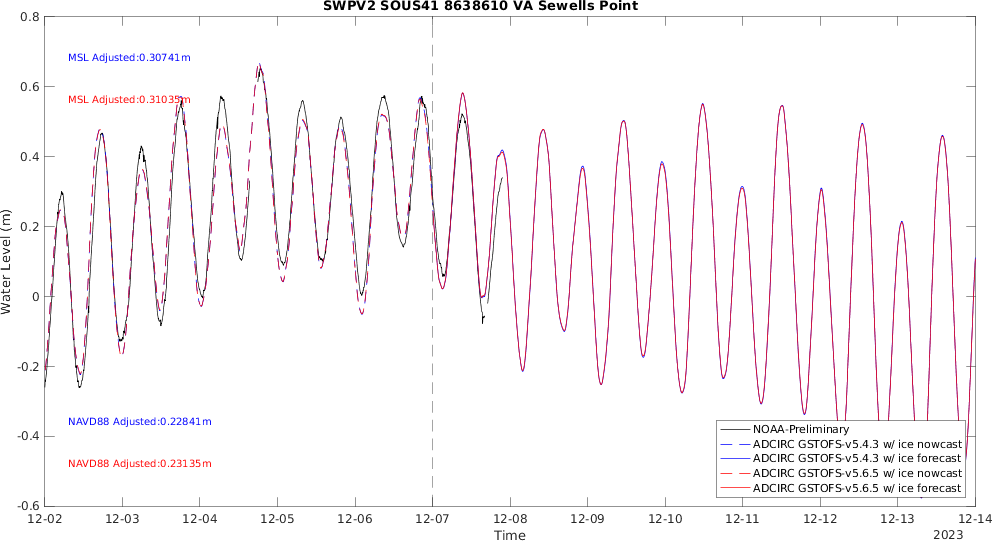 SWPV2 SOUS41 8638610 VA Sewells Point
0.8
0.6
0.4
0.2
0
-0.2
-0.4
-0.6
Water Level (m)
MSL Adjusted:0.30741m
MSL Adjusted:0.31035m
NAVD88 Adjusted:0.22841m
NAVD88 Adjusted:0.23135m
NOAA-Preliminary
ADCIRC GSTOFS-v5.4.3 w/ ice nowcast
ADCIRC GSTOFS-v5.4.3 w/ ice forecast
ADCIRC GSTOFS-v5.6.5 w/ ice nowcast
ADCIRC GSTOFS-v5.6.5 w/ ice forecast
12-02 12-03 12-04 12-05 12-06 12-07 12-08 12-09 12-10 12-11 12-12 12-13 12-14
Time
2023